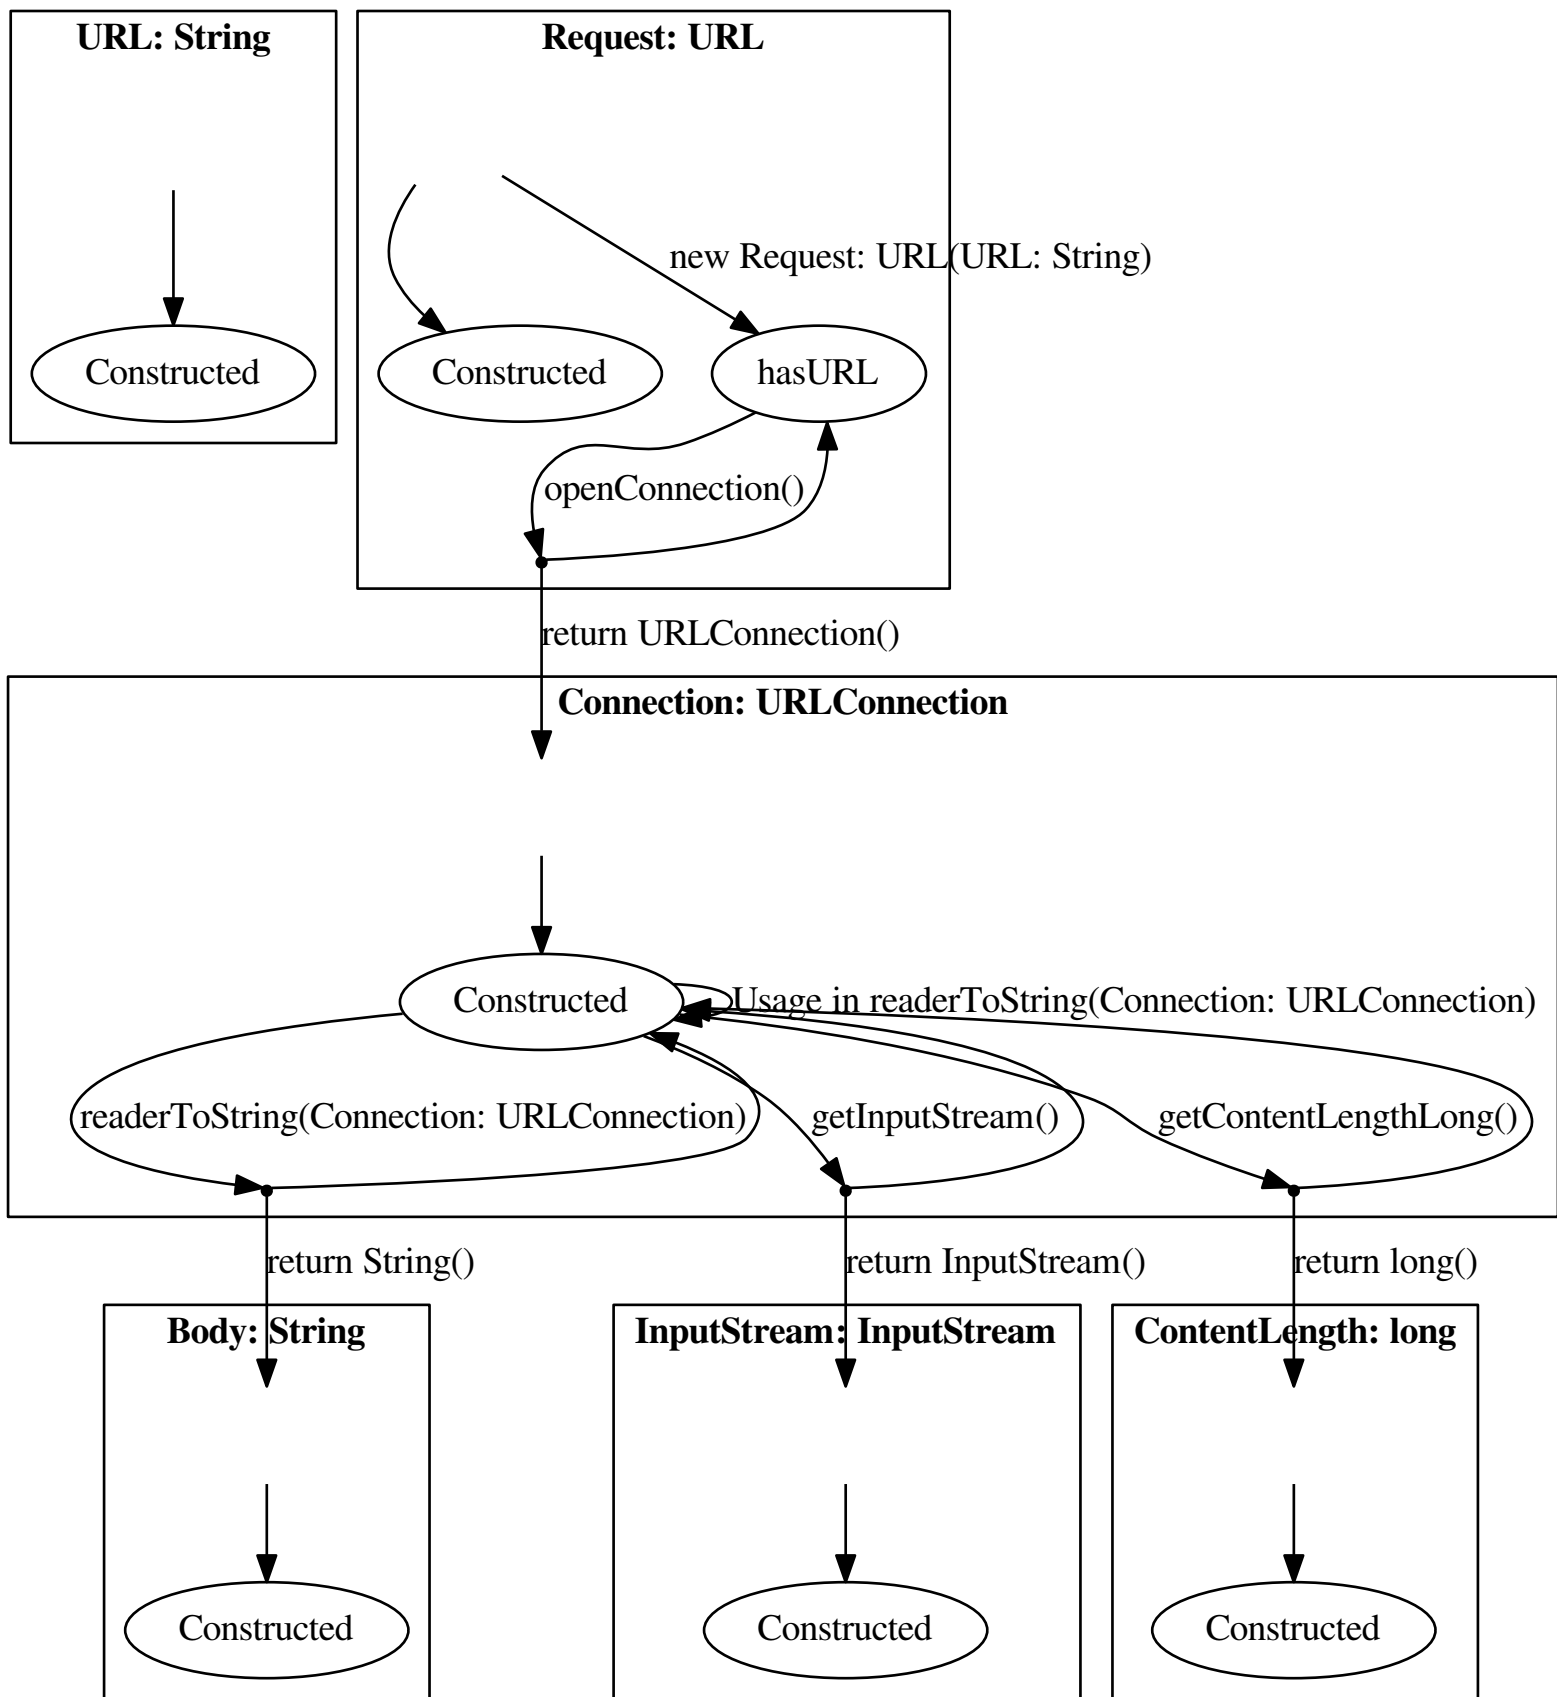 URL: String
Request: URL
new Request: URL(URL: String)
Constructed
Constructed
hasURL
openConnection()
return URLConnection()
Connection: URLConnection
Constructed
Usage in readerToString(Connection: URLConnection)
readerToString(Connection: URLConnection)
getInputStream()
getContentLengthLong()
return String()
return InputStream()
return long()
Body: String
InputStream: InputStream
ContentLength: long
Constructed
Constructed
Constructed